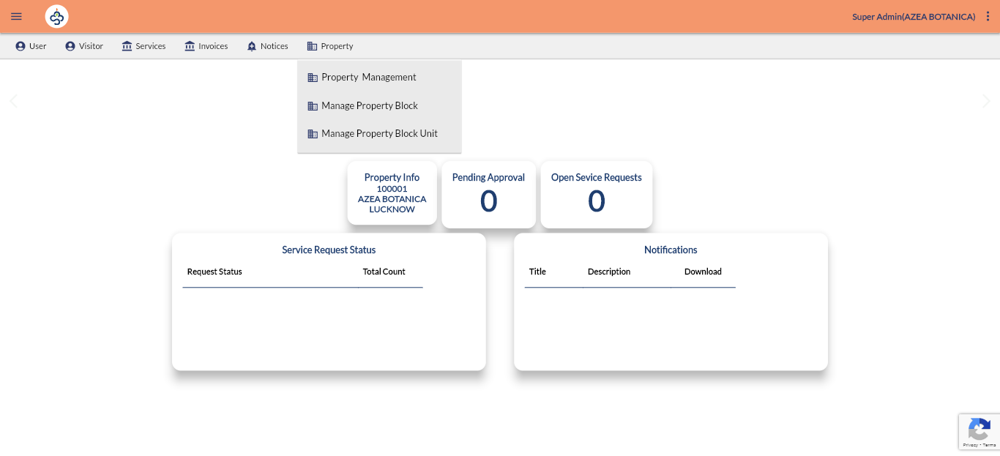 Super Admin(AZEA BOTANICA)
User Visitor Services Invoices Notices Property
Property Management
Manage Property Block
Manage Property Block Unit
Property Info
100001
AZEA BOTANICA
LUCKNOW
Pending Approval
0
Open Sevice Requests
0
Service Request Status
Request Status Total Count
Notifications
Title Description Download
Privacy - Terms